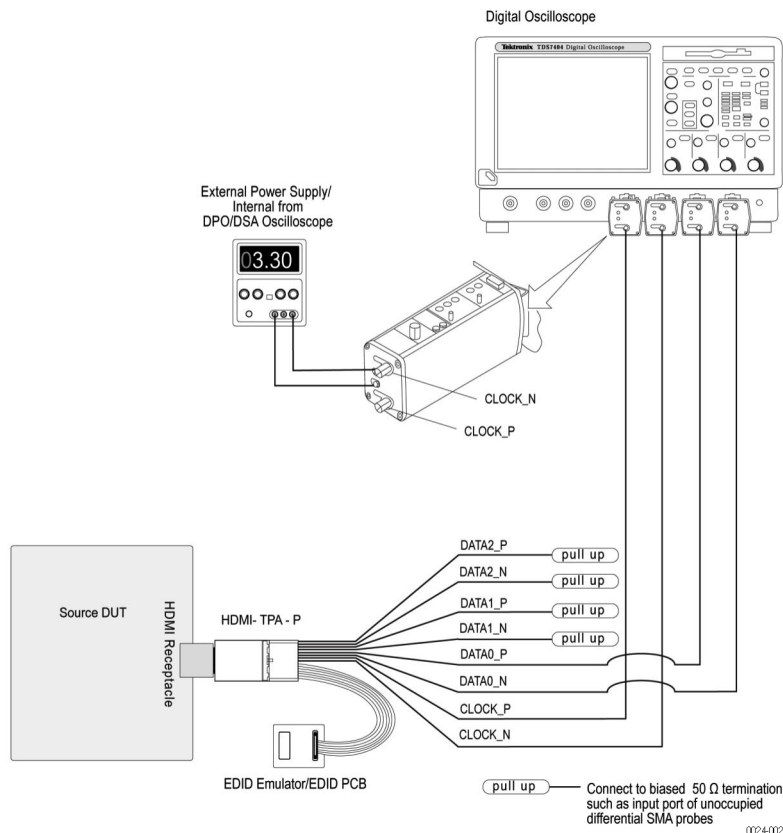 Digital Oscilloscope
Tektronix TDS7404 Digital Oscilloscope
External Power Supply/
Internal from
DPO/DSA Oscilloscope
03.30
CLOCK_N
CLOCK_P
Source DUT
HDMI Receptacle
HDMI- TPA - P
DATA2_P
pull up
DATA2_N
pull up
DATA1_P
pull up
DATA1_N
pull up
DATA0_P
DATA0_N
CLOCK_P
CLOCK_N
EDID Emulator/EDID PCB
pull up
Connect to biased 50 Ω termination
such as input port of unoccupied
differential SMA probes
0024-002